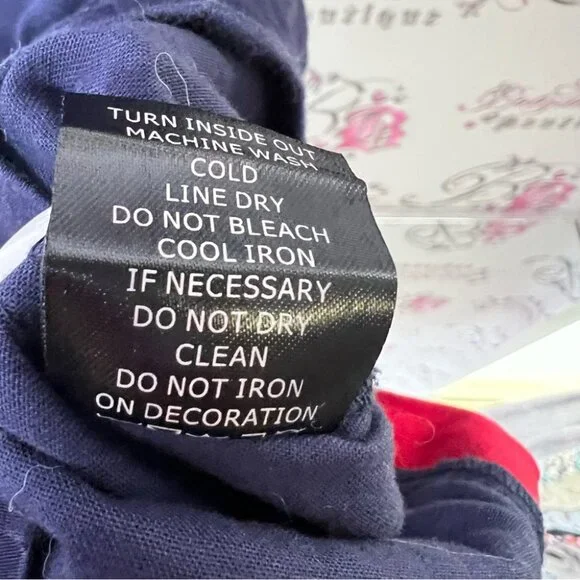 Boutique
TURN INSIDE OUT
MACHINE WASH
COLD
LINE DRY
DO NOT BLEACH
COOL IRON
IF NECESSARY
DO NOT DRY
CLEAN
DO NOT IRON
ON DECORATION